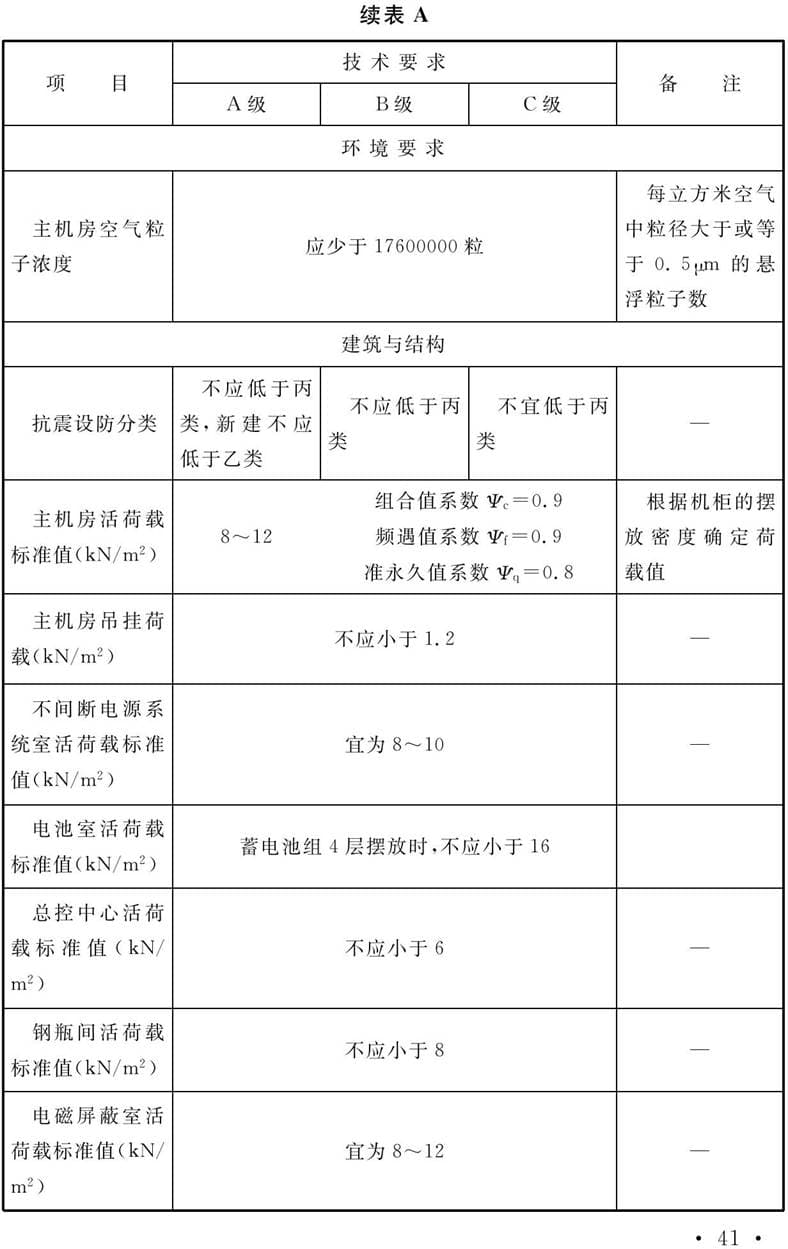 续表 A
项 目
技术要求
备 注
A级
B级
C级
环境要求
主机房空气粒
子浓度
应少于 17600000 粒
每立方米空气
中粒径大于或等
于 0.5μm 的悬
浮粒子数
建筑与结构
抗震设防分类
不应低于丙
类,新建不应
低于乙类
不应低于丙
类
不宜低于丙
类
—
主机房活荷载
标准值(kN/m²)
8～12
组合值系数 Ψc=0.9
频遇值系数 Ψf=0.9
准永久值系数 Ψq=0.8
根据机柜的摆
放密度确定荷
载值
主机房吊挂荷
载(kN/m²)
不应小于 1.2
—
不间断电源系
统室活荷载标准
值(kN/m²)
宜为 8～10
—
电池室活荷载
标准值(kN/m²)
蓄电池组 4 层摆放时,不应小于 16
总控中心活荷
载标准值(kN/
m²)
不应小于 6
—
钢瓶间活荷载
标准值(kN/m²)
不应小于 8
—
电磁屏蔽室活
荷载标准值(kN/
m²)
宜为 8～12
—
· 41 ·